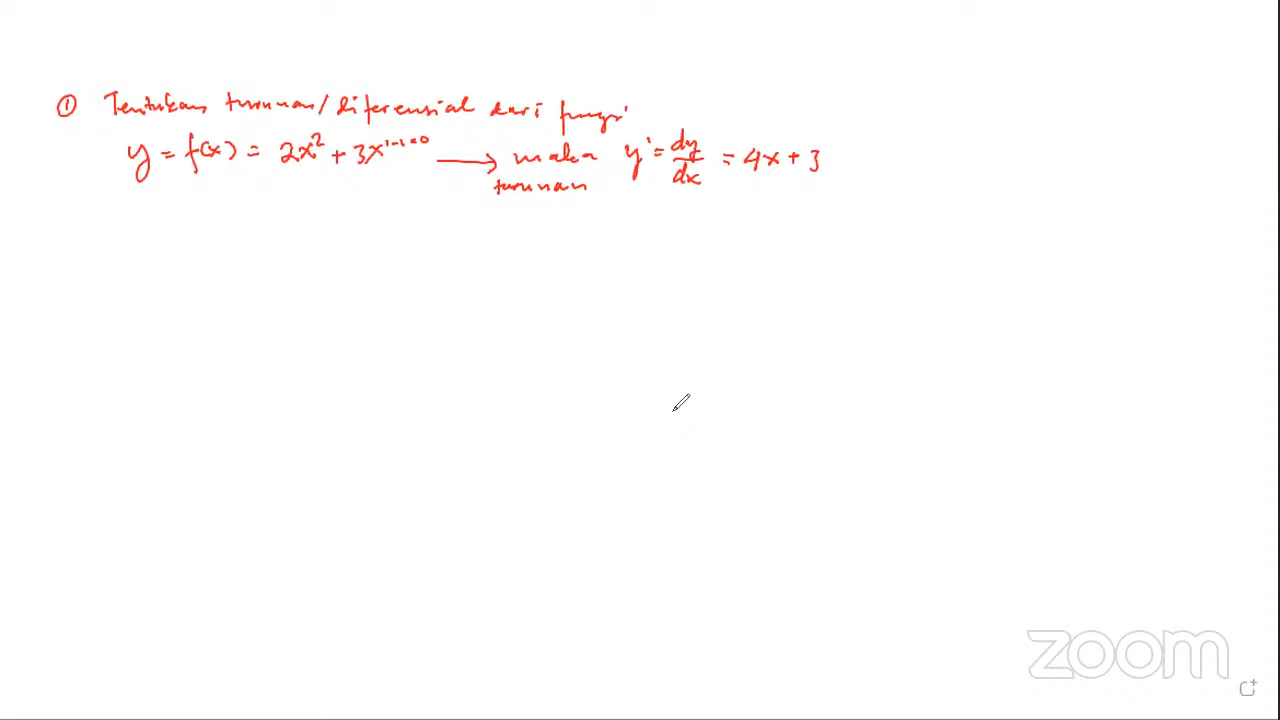 ① Tentukan turunan/diferensial dari fungsi
y = f(x) = 2x² + 3x¹⁻¹⁼⁰ ⟶ maka y' = dy/dx = 4x + 3
turunan
zoom